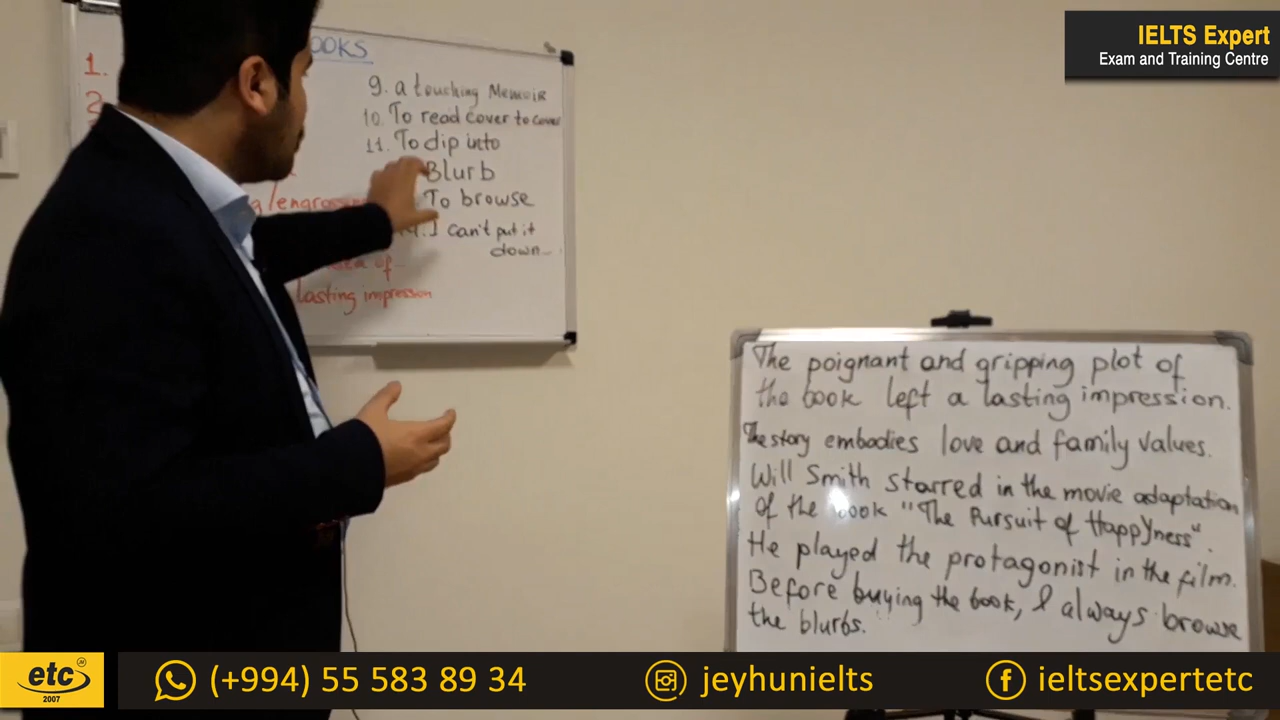 OOKS
1.
2
9. a touching Memoir
10. To read cover to cover
11. To dip into
Blurb
To browse
I can't put it
down...
g/engrossi
of...
lasting impression
The poignant and gripping plot of
the book left a lasting impression.
The story embodies love and family values.
Will Smith starred in the movie adaptation
of the book "The Pursuit of Happyness".
He played the protagonist in the film.
Before buying the book, I always browse
the blurbs.
IELTS Expert
Exam and Training Centre
etc
2007
(+994) 55 583 89 34
jeyhunielts
ieltsexpertetc